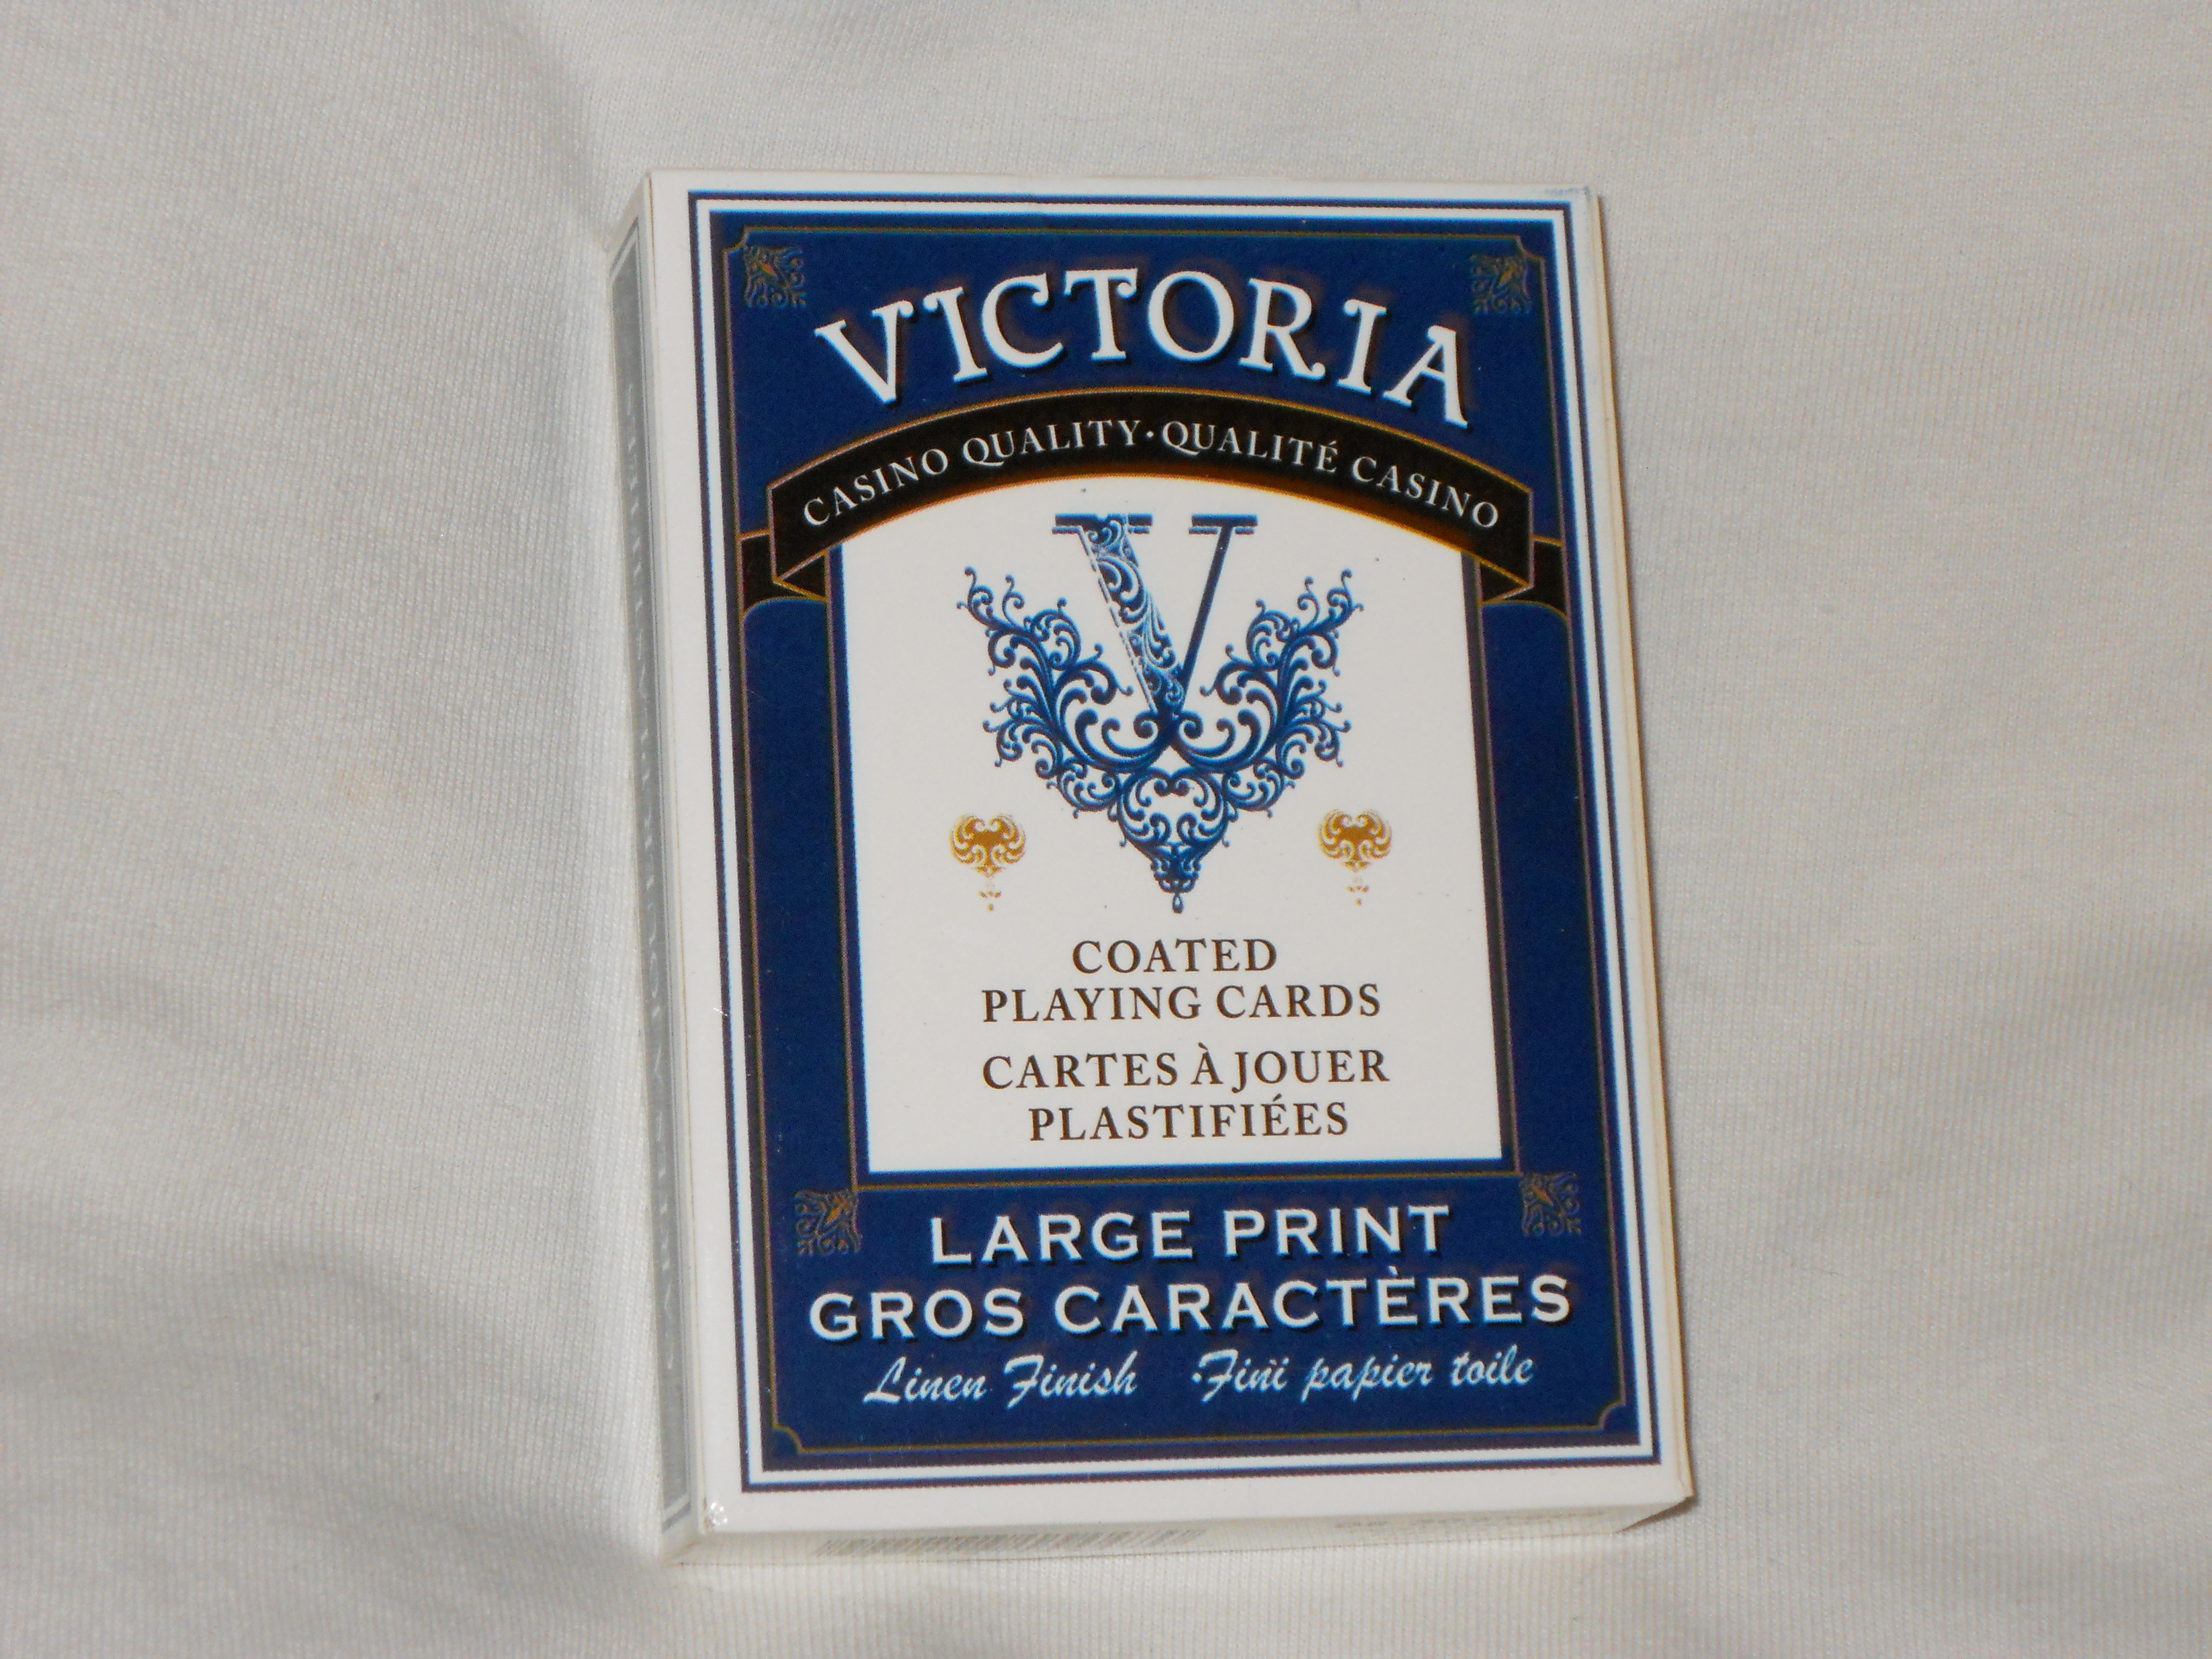 VICTORIA
CASINO QUALITY·QUALITÉ CASINO
V
COATED
PLAYING CARDS
CARTES À JOUER
PLASTIFIÉES
LARGE PRINT
GROS CARACTÈRES
Linen Finish ·Fini papier toile